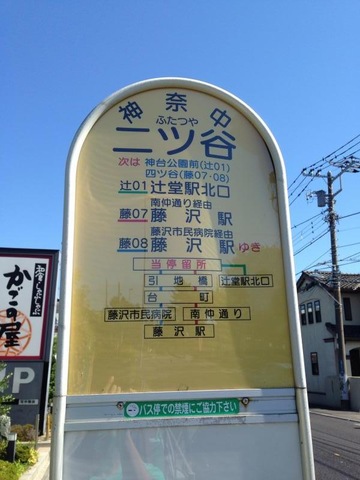 神奈中
ふたつや
二ツ谷
次は 神台公園前(辻01)
四ツ谷(藤07・08)
辻01 辻堂駅北口
南仲通り経由
藤07 藤沢駅
藤沢市民病院経由
藤08 藤沢駅ゆき
当停留所
引地橋 辻堂駅北口
台町
藤沢市民病院 南仲通り
藤沢駅
バス停での禁煙にご協力下さい
かごの屋
P